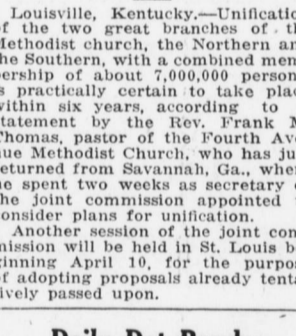 Louisville, Kentucky.—Unificatio
of the two great branches of th
Methodist church, the Northern an
the Southern, with a combined mem
bership of about 7,000,000 person
is practically certain to take plac
within six years, according to
statement by the Rev. Frank M
Thomas, pastor of the Fourth Ave
nue Methodist Church, who has jus
returned from Savannah, Ga., wher
he spent two weeks as secretary o
the joint commission appointed t
consider plans for unification.
Another session of the joint com
mission will be held in St. Louis be
ginning April 10, for the purpos
of adopting proposals already tenta
tively passed upon.